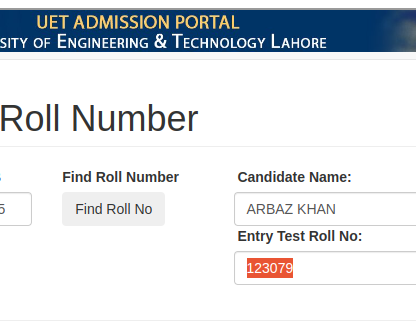 UET ADMISSION PORTAL
SITY OF ENGINEERING & TECHNOLOGY LAHORE
Roll Number
Find Roll Number
Candidate Name:
5
Find Roll No
ARBAZ KHAN
Entry Test Roll No:
123079